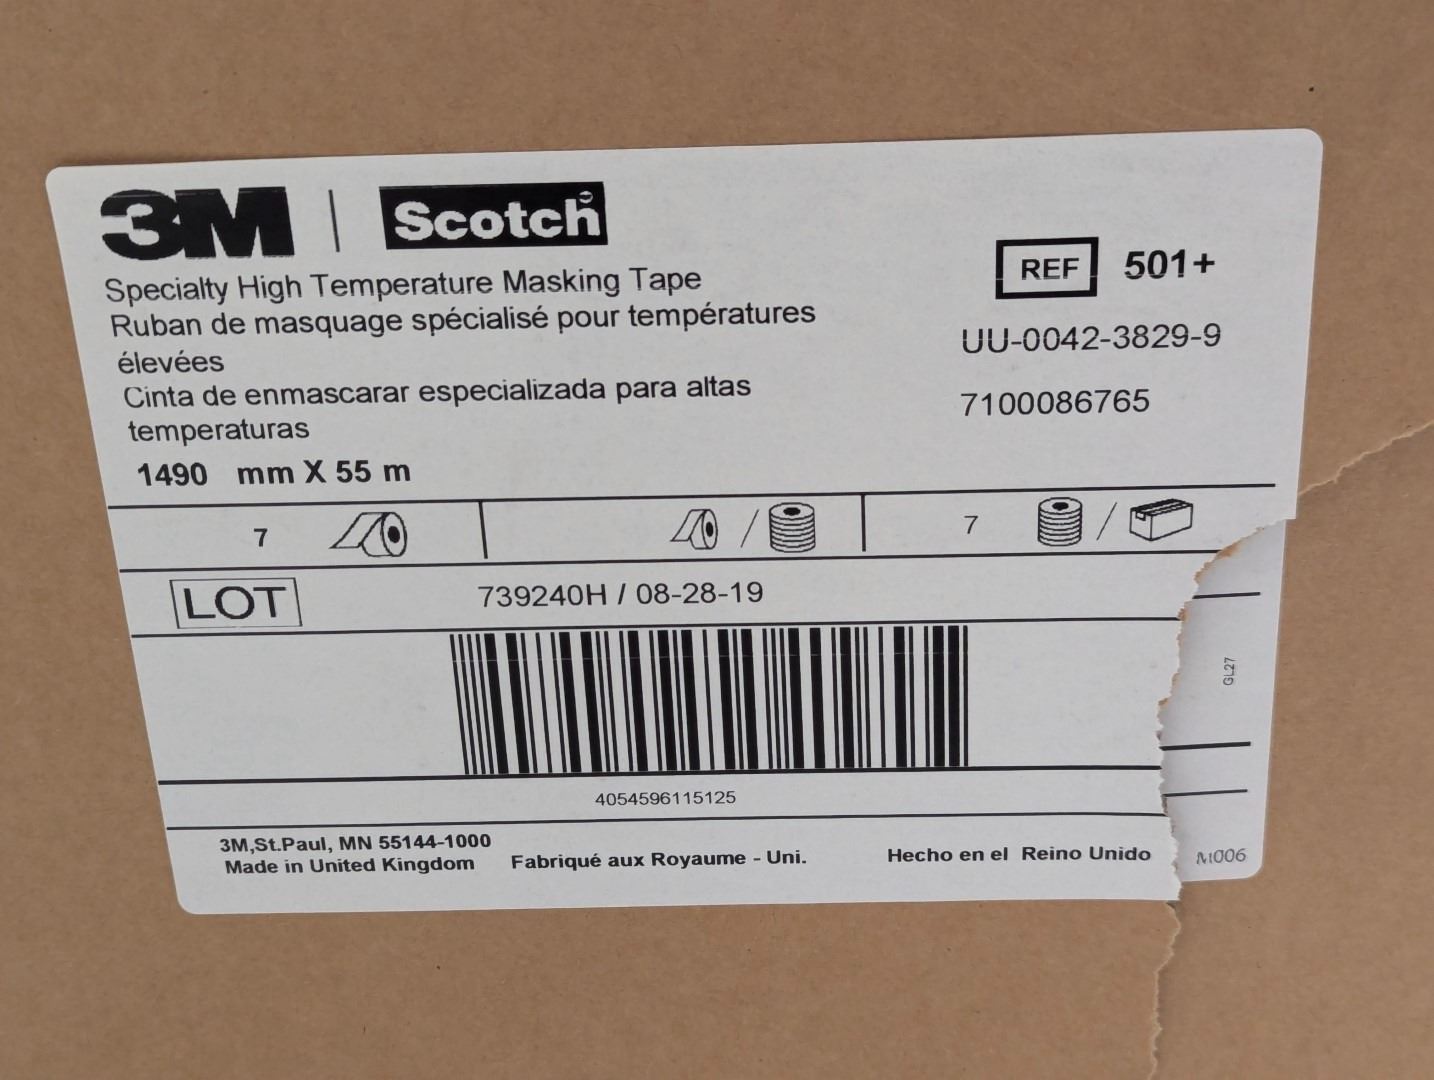 3M | Scotch
Specialty High Temperature Masking Tape
Ruban de masquage spécialisé pour températures
élevées
Cinta de enmascarar especializada para altas
temperaturas
1490 mm X 55 m
REF 501+
UU-0042-3829-9
7100086765
7 / 7 /
LOT 739240H / 08-28-19
GL27
4054596115125
3M,St.Paul, MN 55144-1000
Made in United Kingdom Fabriqué aux Royaume - Uni. Hecho en el Reino Unido
M006